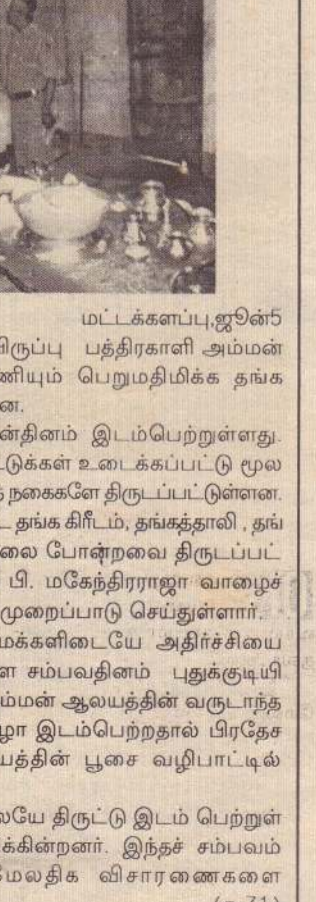 மட்டக்களப்பு,ஜூன்5
விருப்பு பத்திரகாளி அம்மன்
ணியும் பெறுமதிமிக்க தங்க
ன.
ன்தினம் இடம்பெற்றுள்ளது.
ட்டுக்கள் உடைக்கப்பட்டு மூல
நகைகளே திருடப்பட்டுள்ளன.
ட தங்க கிரீடம், தங்கத்தாலி , தங்
லை போன்றவை திருடப்பட்
பி. மகேந்திரராஜா வாழைச்
முறைப்பாடு செய்துள்ளார்.
மக்களிடையே அதிர்ச்சியை
ள சம்பவதினம் புதுக்குடியி
ம்மன் ஆலயத்தின் வருடாந்த
ழா இடம்பெற்றதால் பிரதேச
யத்தின் பூசை வழிபாட்டில்
லயே திருட்டு இடம் பெற்றுள்
க்கின்றனர். இந்தச் சம்பவம்
மேலதிக விசாரணைகளை